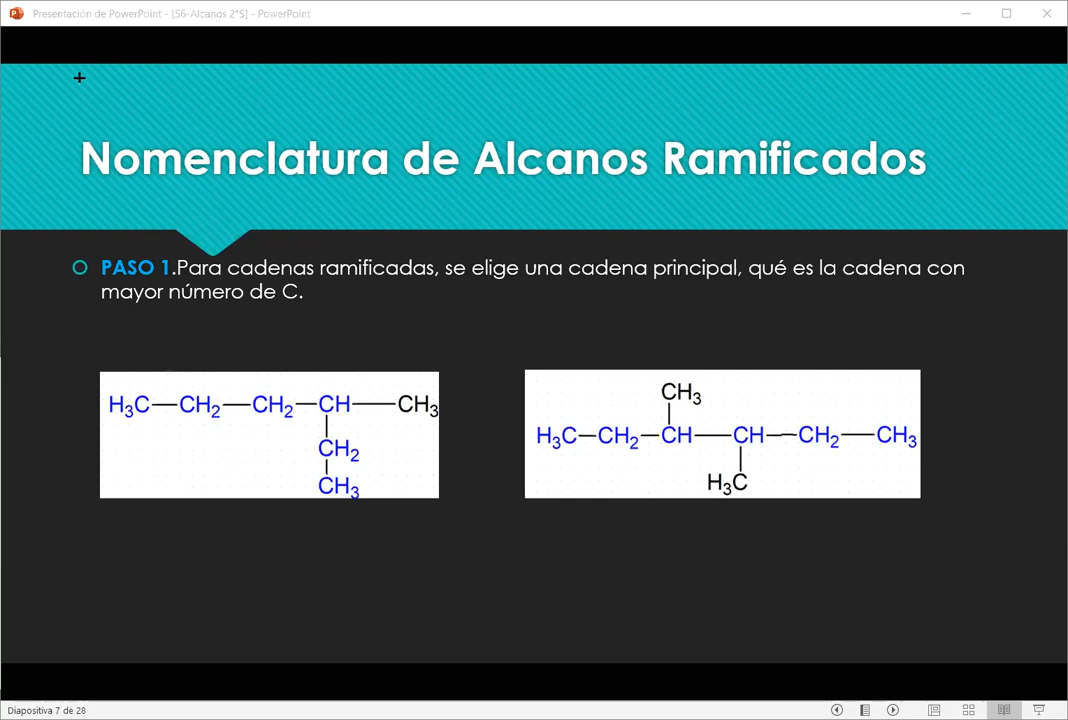 Presentación de PowerPoint - [S6-Alcanos 2°S] - PowerPoint
Nomenclatura de Alcanos Ramificados
PASO 1.Para cadenas ramificadas, se elige una cadena principal, qué es la cadena con
mayor número de C.
H₃C—CH₂—CH₂—CH—CH₃
CH₂
CH₃
CH₃
H₃C—CH₂—CH—CH—CH₂—CH₃
H₃C
Diapositiva 7 de 28